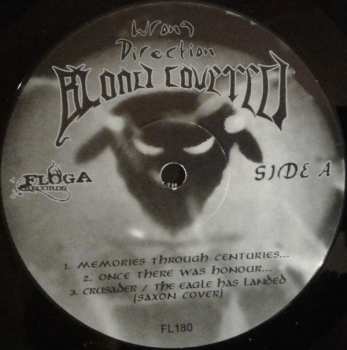 Wrong
Direction
BLOOD COVERED
FLOGA
RECORDS
SIDE A
1. MEMORIES THROUGH CENTURIES...
2. ONCE THERE WAS HONOUR...
3. CRUSADER / THE EAGLE HAS LANDED
(SAXON COVER)
FL180